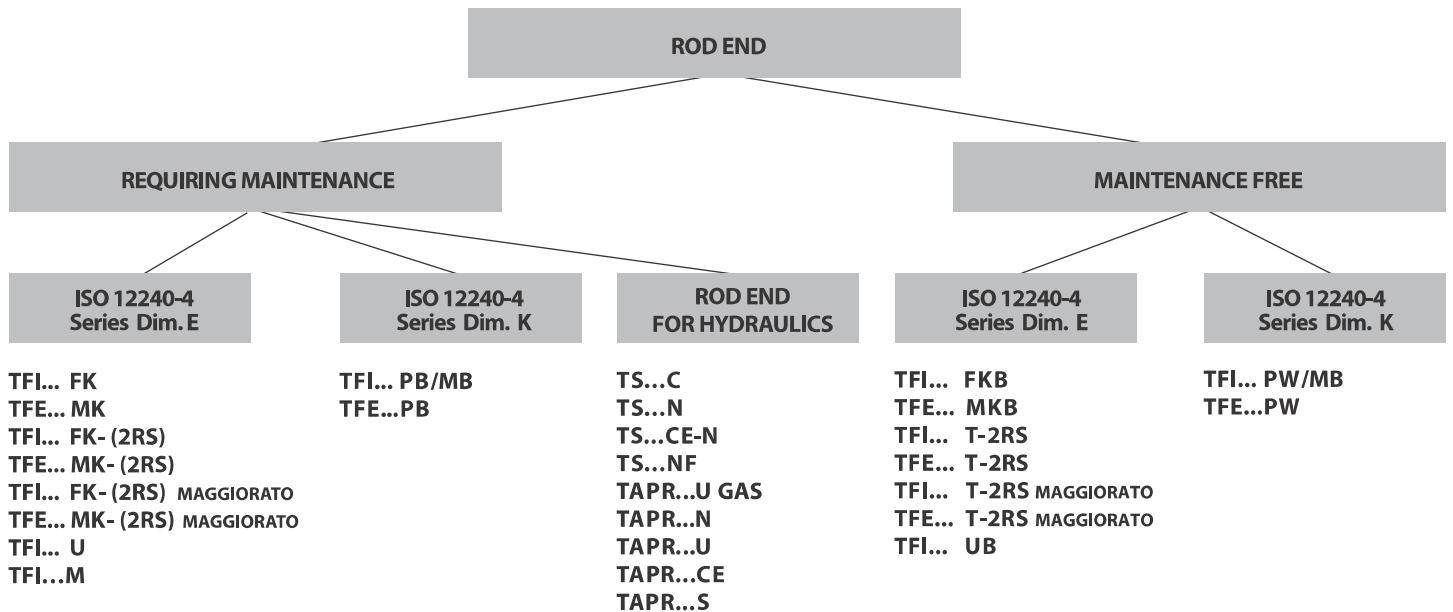 ROD END
REQUIRING MAINTENANCE
MAINTENANCE FREE
ISO 12240-4
Series Dim. E
ISO 12240-4
Series Dim. K
ROD END
FOR HYDRAULICS
ISO 12240-4
Series Dim. E
ISO 12240-4
Series Dim. K
TFI... FK
TFE... MK
TFI... FK- (2RS)
TFE... MK- (2RS)
TFI... FK- (2RS) MAGGIORATO
TFE... MK- (2RS) MAGGIORATO
TFI... U
TFI...M
TFI... PB/MB
TFE...PB
TS...C
TS...N
TS...CE-N
TS...NF
TAPR...U GAS
TAPR...N
TAPR...U
TAPR...CE
TAPR...S
TFI... FKB
TFE... MKB
TFI... T-2RS
TFE... T-2RS
TFI... T-2RS MAGGIORATO
TFE... T-2RS MAGGIORATO
TFI... UB
TFI... PW/MB
TFE...PW